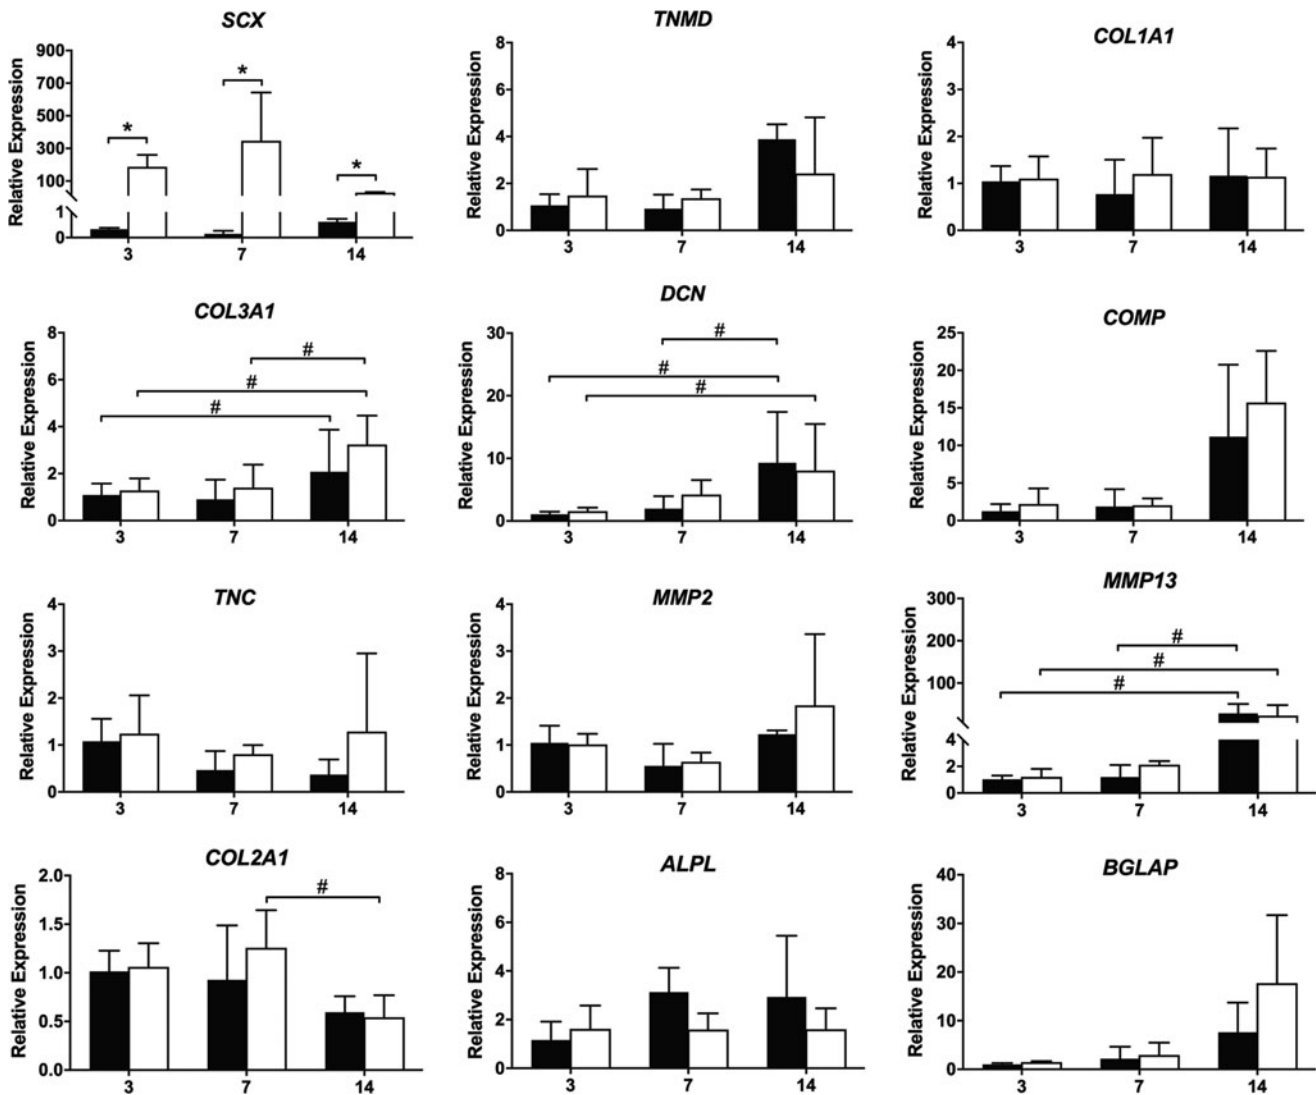 SCX
Relative Expression
900
700
500
300
100
1
0
*
*
*
3 7 14
TNMD
Relative Expression
8
6
4
2
0
3 7 14
COL1A1
Relative Expression
4
3
2
1
0
3 7 14
COL3A1
Relative Expression
8
6
4
2
0
#
#
#
3 7 14
DCN
Relative Expression
30
20
10
0
#
#
#
3 7 14
COMP
Relative Expression
25
20
15
10
5
0
3 7 14
TNC
Relative Expression
4
3
2
1
0
3 7 14
MMP2
Relative Expression
4
3
2
1
0
3 7 14
MMP13
Relative Expression
300
200
100
4
2
0
#
#
#
3 7 14
COL2A1
Relative Expression
2.0
1.5
1.0
0.5
0.0
#
3 7 14
ALPL
Relative Expression
8
6
4
2
0
3 7 14
BGLAP
Relative Expression
40
30
20
10
0
3 7 14